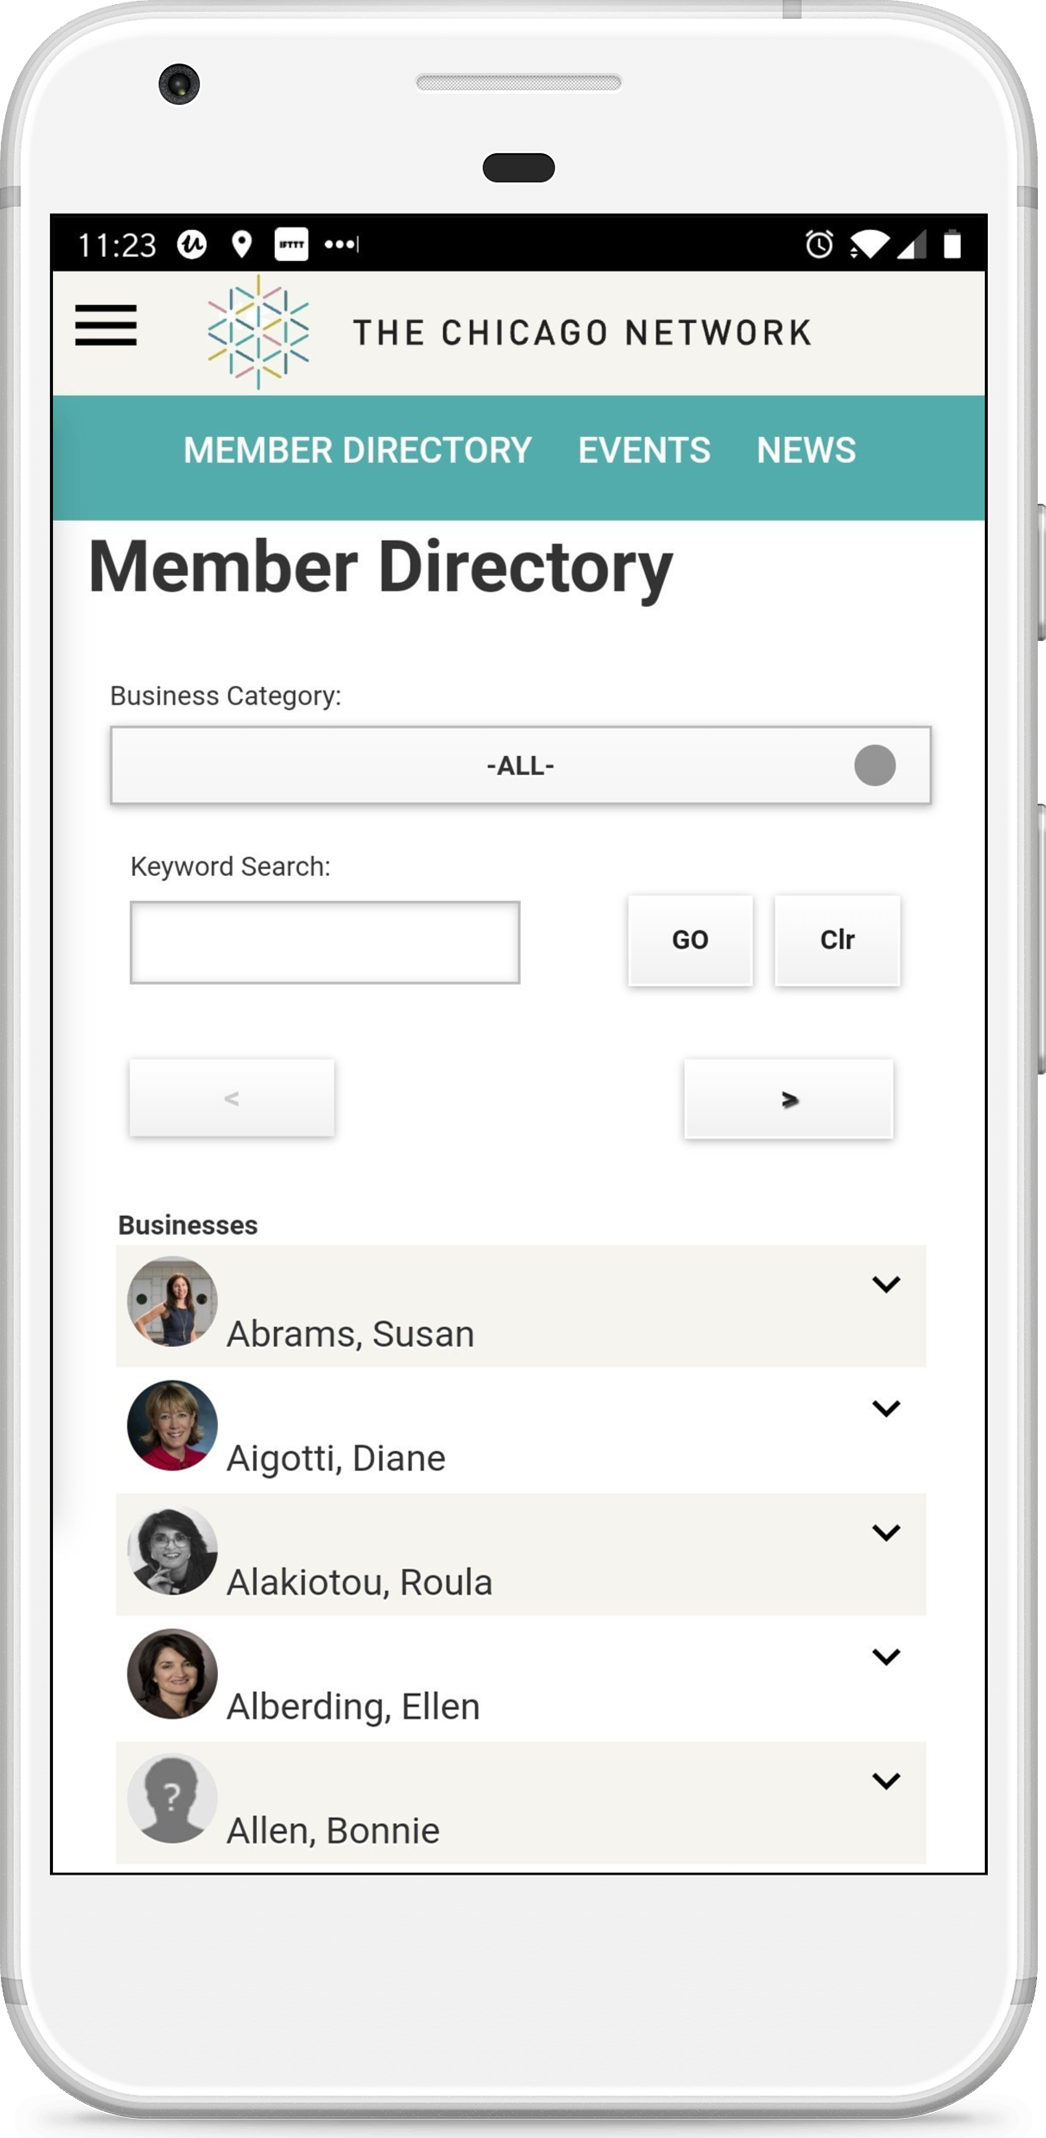 11:23 IFTTT
THE CHICAGO NETWORK
MEMBER DIRECTORY EVENTS NEWS
Member Directory
Business Category:
-ALL-
Keyword Search:
GO Clr
< >
Businesses
Abrams, Susan
Aigotti, Diane
Alakiotou, Roula
Alberding, Ellen
?
Allen, Bonnie